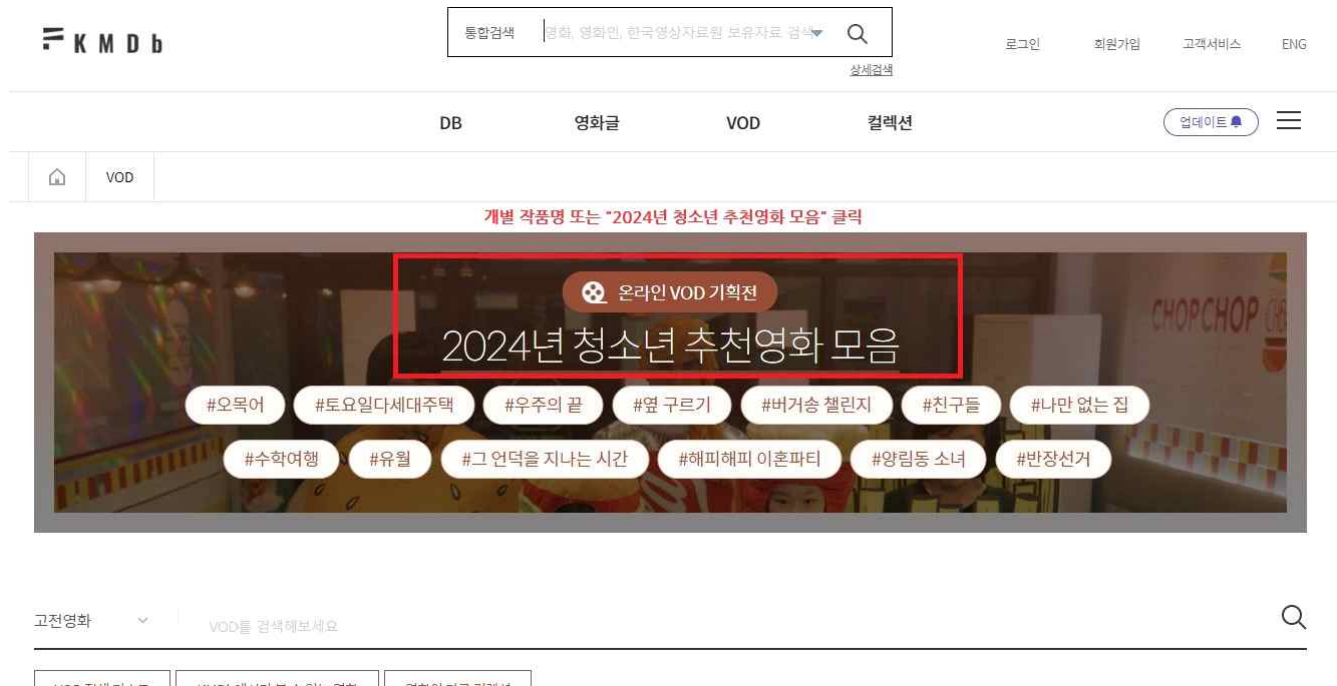 KMDb
통합검색 영화, 영화인, 한국영상자료원 보유자료 검색
상세검색
로그인 회원가입 고객서비스 ENG
DB 영화글 VOD 컬렉션 업데이트
VOD
개별 작품명 또는 "2024년 청소년 추천영화 모음" 클릭
온라인 VOD 기획전
2024년 청소년 추천영화 모음
CHOP CHOP
#오목어 #토요일다세대주택 #우주의 끝 #옆 구르기 #버거송 챌린지 #친구들 #나만 없는 집
#수학여행 #유월 #그 언덕을 지나는 시간 #해피해피 이혼파티 #양림동 소녀 #반장선거
고전영화 VOD를 검색해보세요